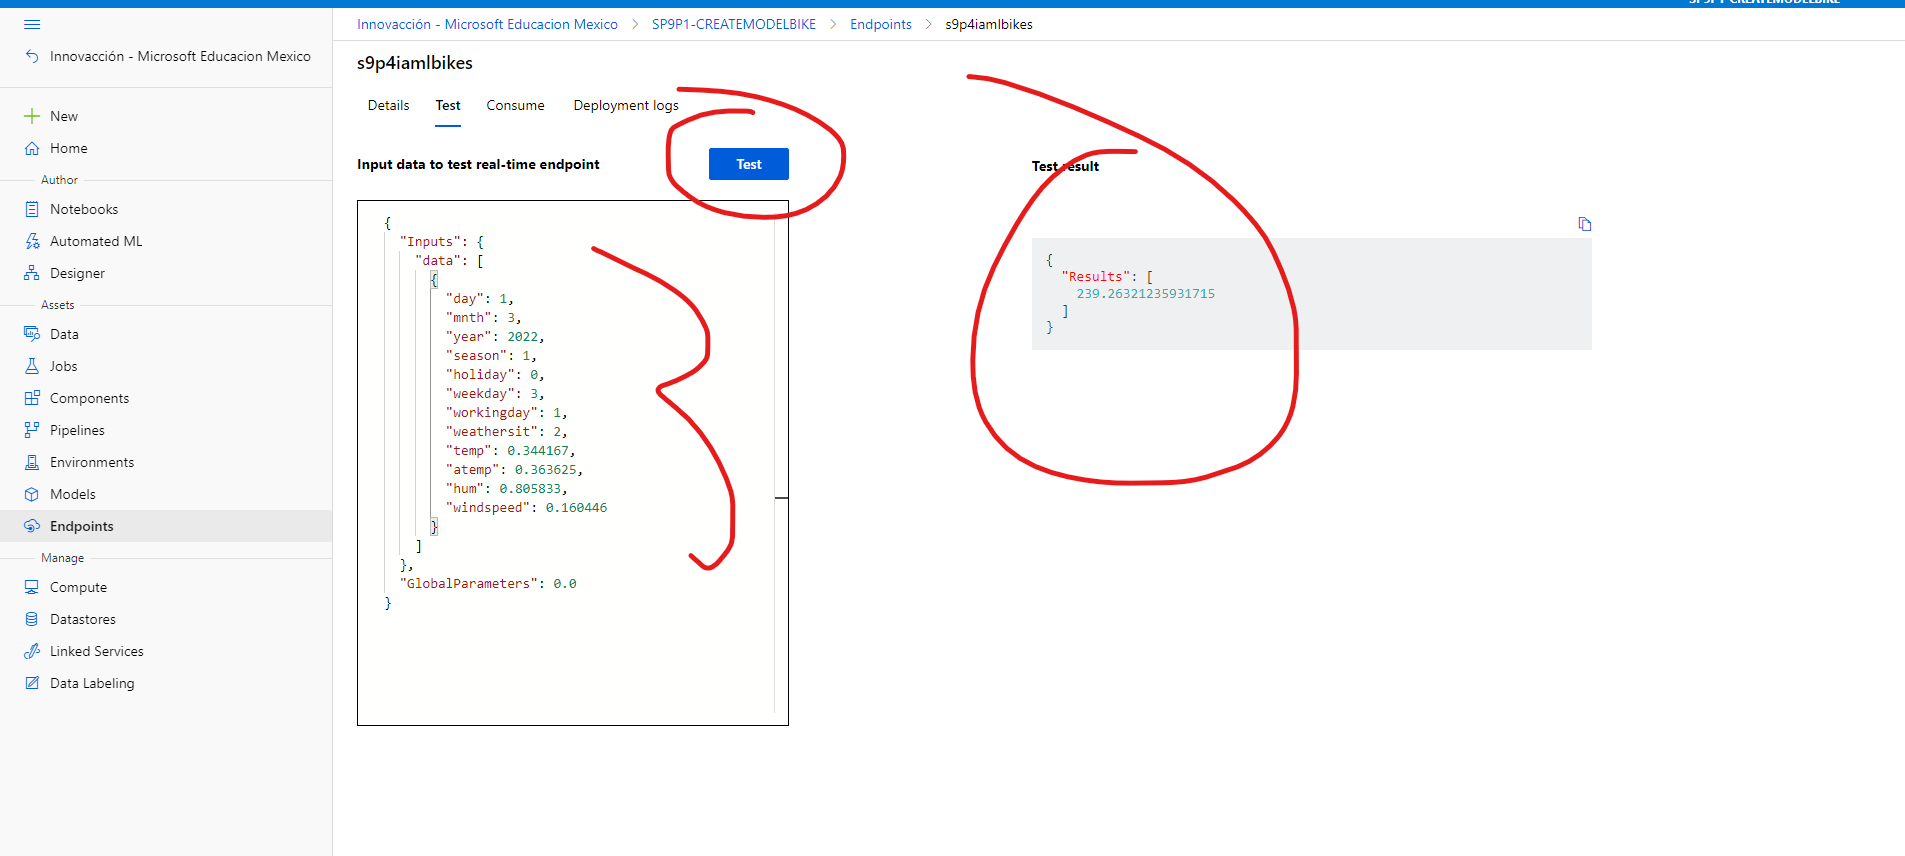 SP9P1-CREATEMODELBIKE
Innovacción - Microsoft Educacion Mexico > SP9P1-CREATEMODELBIKE > Endpoints > s9p4iamlbikes
Innovacción - Microsoft Educacion Mexico
New
Home
Author
Notebooks
Automated ML
Designer
Assets
Data
Jobs
Components
Pipelines
Environments
Models
Endpoints
Manage
Compute
Datastores
Linked Services
Data Labeling
s9p4iamlbikes
Details Test Consume Deployment logs
Input data to test real-time endpoint
Test
{
"Inputs": {
"data": [
{
"day": 1,
"mnth": 3,
"year": 2022,
"season": 1,
"holiday": 0,
"weekday": 3,
"workingday": 1,
"weathersit": 2,
"temp": 0.344167,
"atemp": 0.363625,
"hum": 0.805833,
"windspeed": 0.160446
}
]
},
"GlobalParameters": 0.0
}
Test result
{
"Results": [
239.26321235931715
]
}